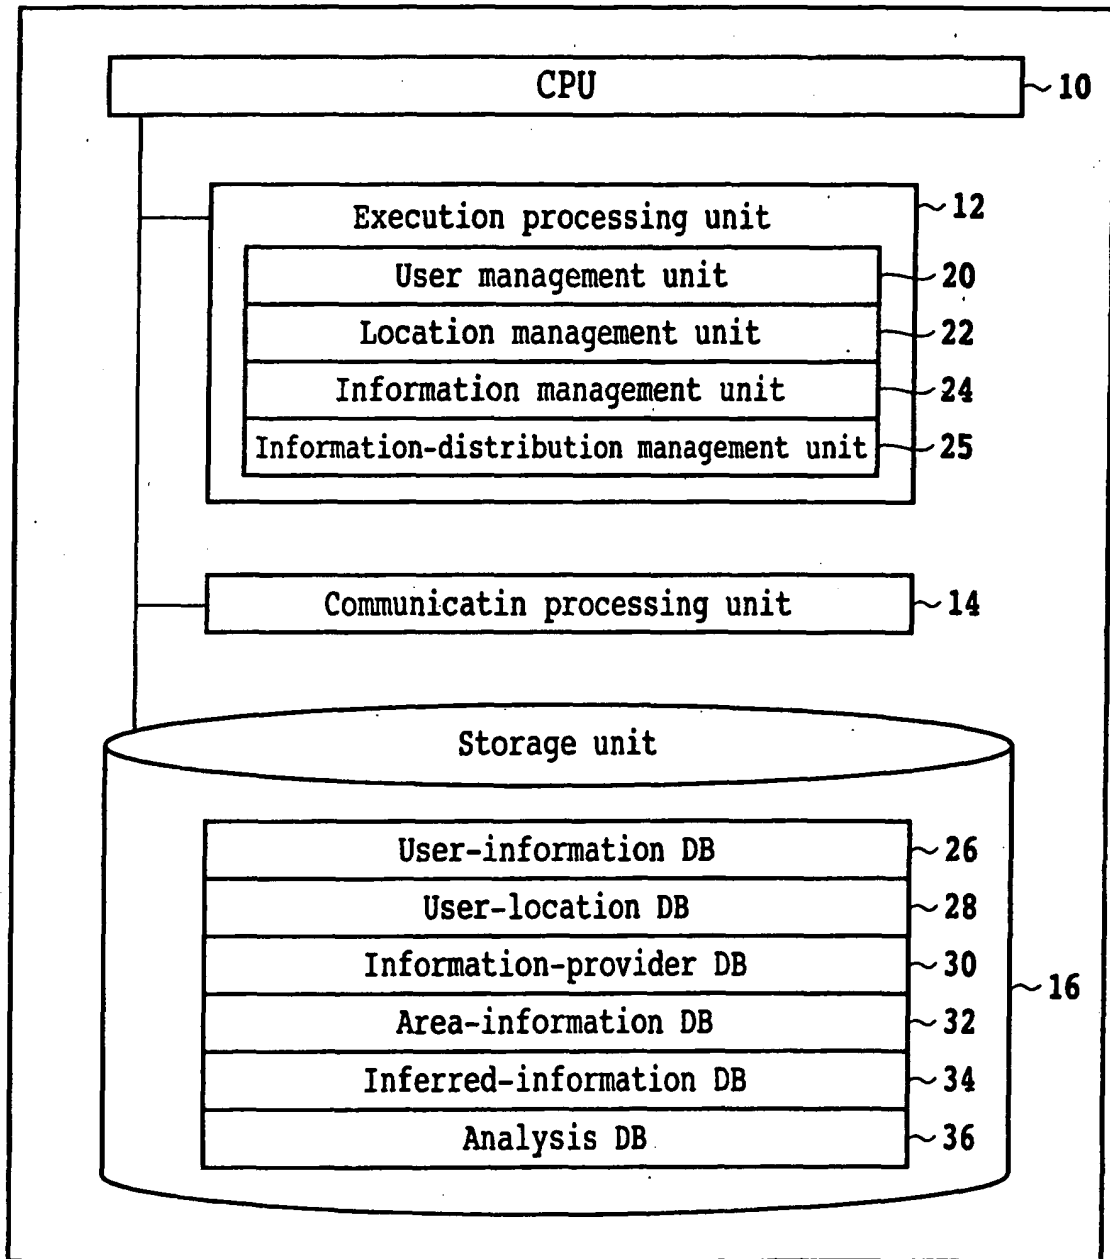 CPU 10
Execution processing unit 12
User management unit 20
Location management unit 22
Information management unit 24
Information-distribution management unit 25
Communicatin processing unit 14
Storage unit
User-information DB 26
User-location DB 28
Information-provider DB 30
16
Area-information DB 32
Inferred-information DB 34
Analysis DB 36